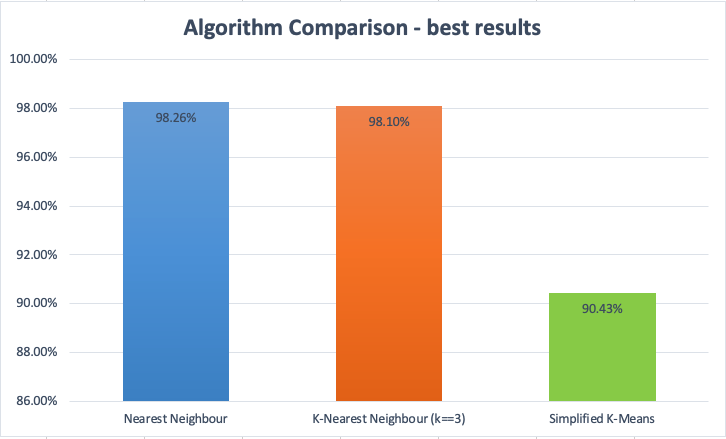 Algorithm Comparison - best results
100.00%
98.00%
96.00%
94.00%
92.00%
90.00%
88.00%
86.00%
98.26%
98.10%
90.43%
Nearest Neighbour
K-Nearest Neighbour (k==3)
Simplified K-Means